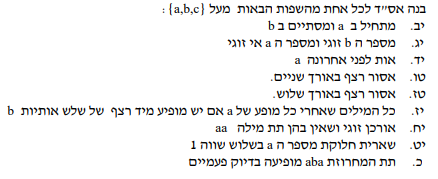 בנה אס"ד לכל אחת מהשפות הבאות מעל {a,b,c}:
יב. מתחיל ב a ומסתיים ב b
יג. מספר ה b זוגי ומספר ה a אי זוגי
יד. אות לפני אחרונה a
טו. אסור רצף באורך שניים.
טז. אסור רצף באורך שלוש.
יז. כל המילים שאחרי כל מופע של a אם יש מופיע מיד רצף של שלש אותיות b
יח. אורכן זוגי ושאין בהן תת מילה aa
יט. שארית חלוקת מספר ה a בשלוש שווה 1
כ. תת המחרוזת aba מופיעה בדיוק פעמיים